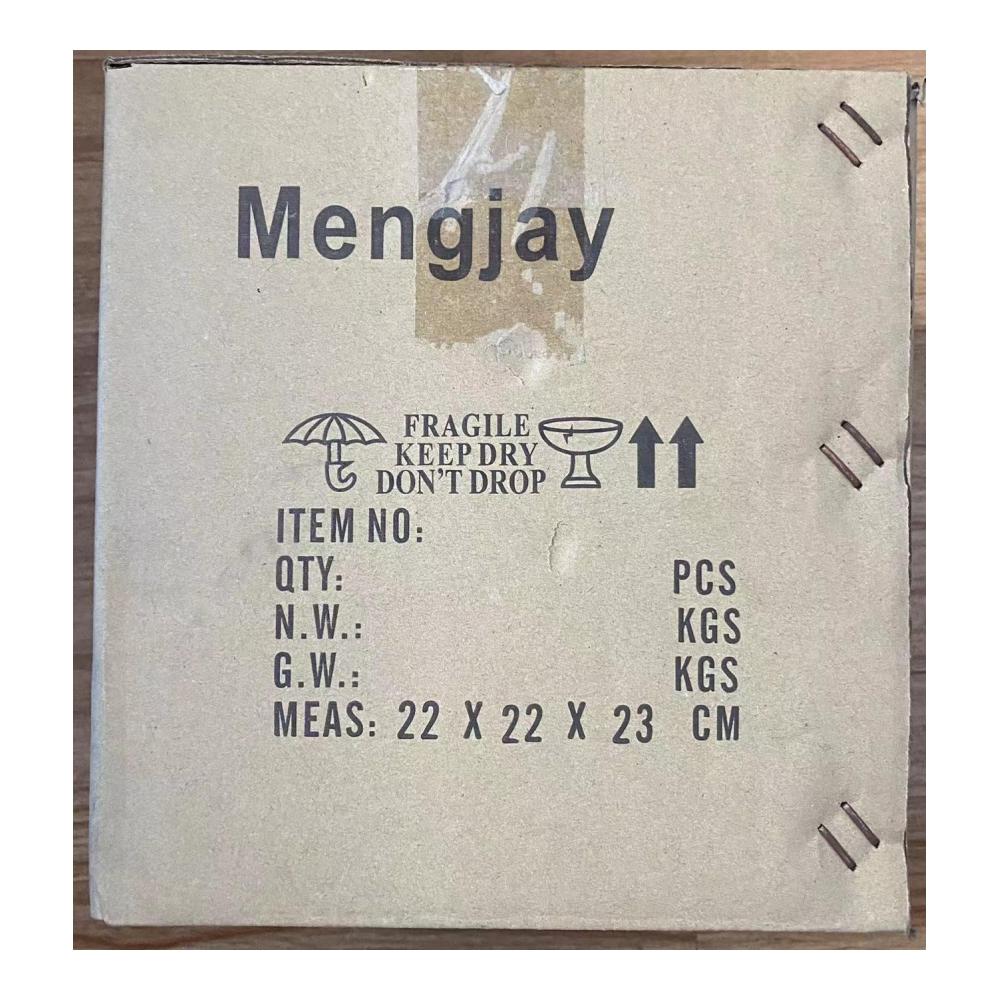 Mengjay
FRAGILE
KEEP DRY
DON'T DROP
ITEM NO:
QTY: PCS
N.W.: KGS
G.W.: KGS
MEAS: 22 X 22 X 23 CM